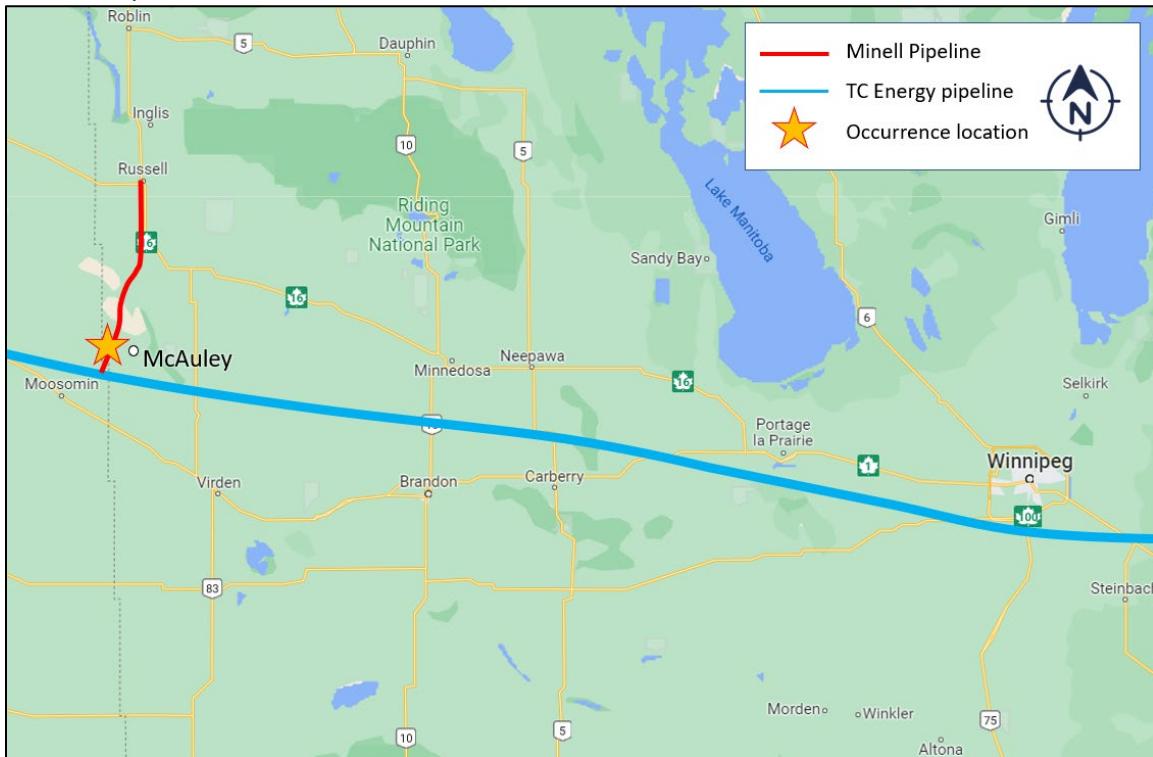 Roblin
5
Dauphin
Inglis
10
5
Russell
Riding
Mountain
National Park
16
16
Minell Pipeline
TC Energy pipeline
Occurrence location
N
Lake Manitoba
Gimli
Sandy Bay
6
McAuley
Moosomin
Minnedosa
Neepawa
16
Selkirk
Portage
la Prairie
1
Winnipeg
100
Virden
Brandon
Carberry
83
Steinbach
10
5
Morden
Winkler
75
Altona